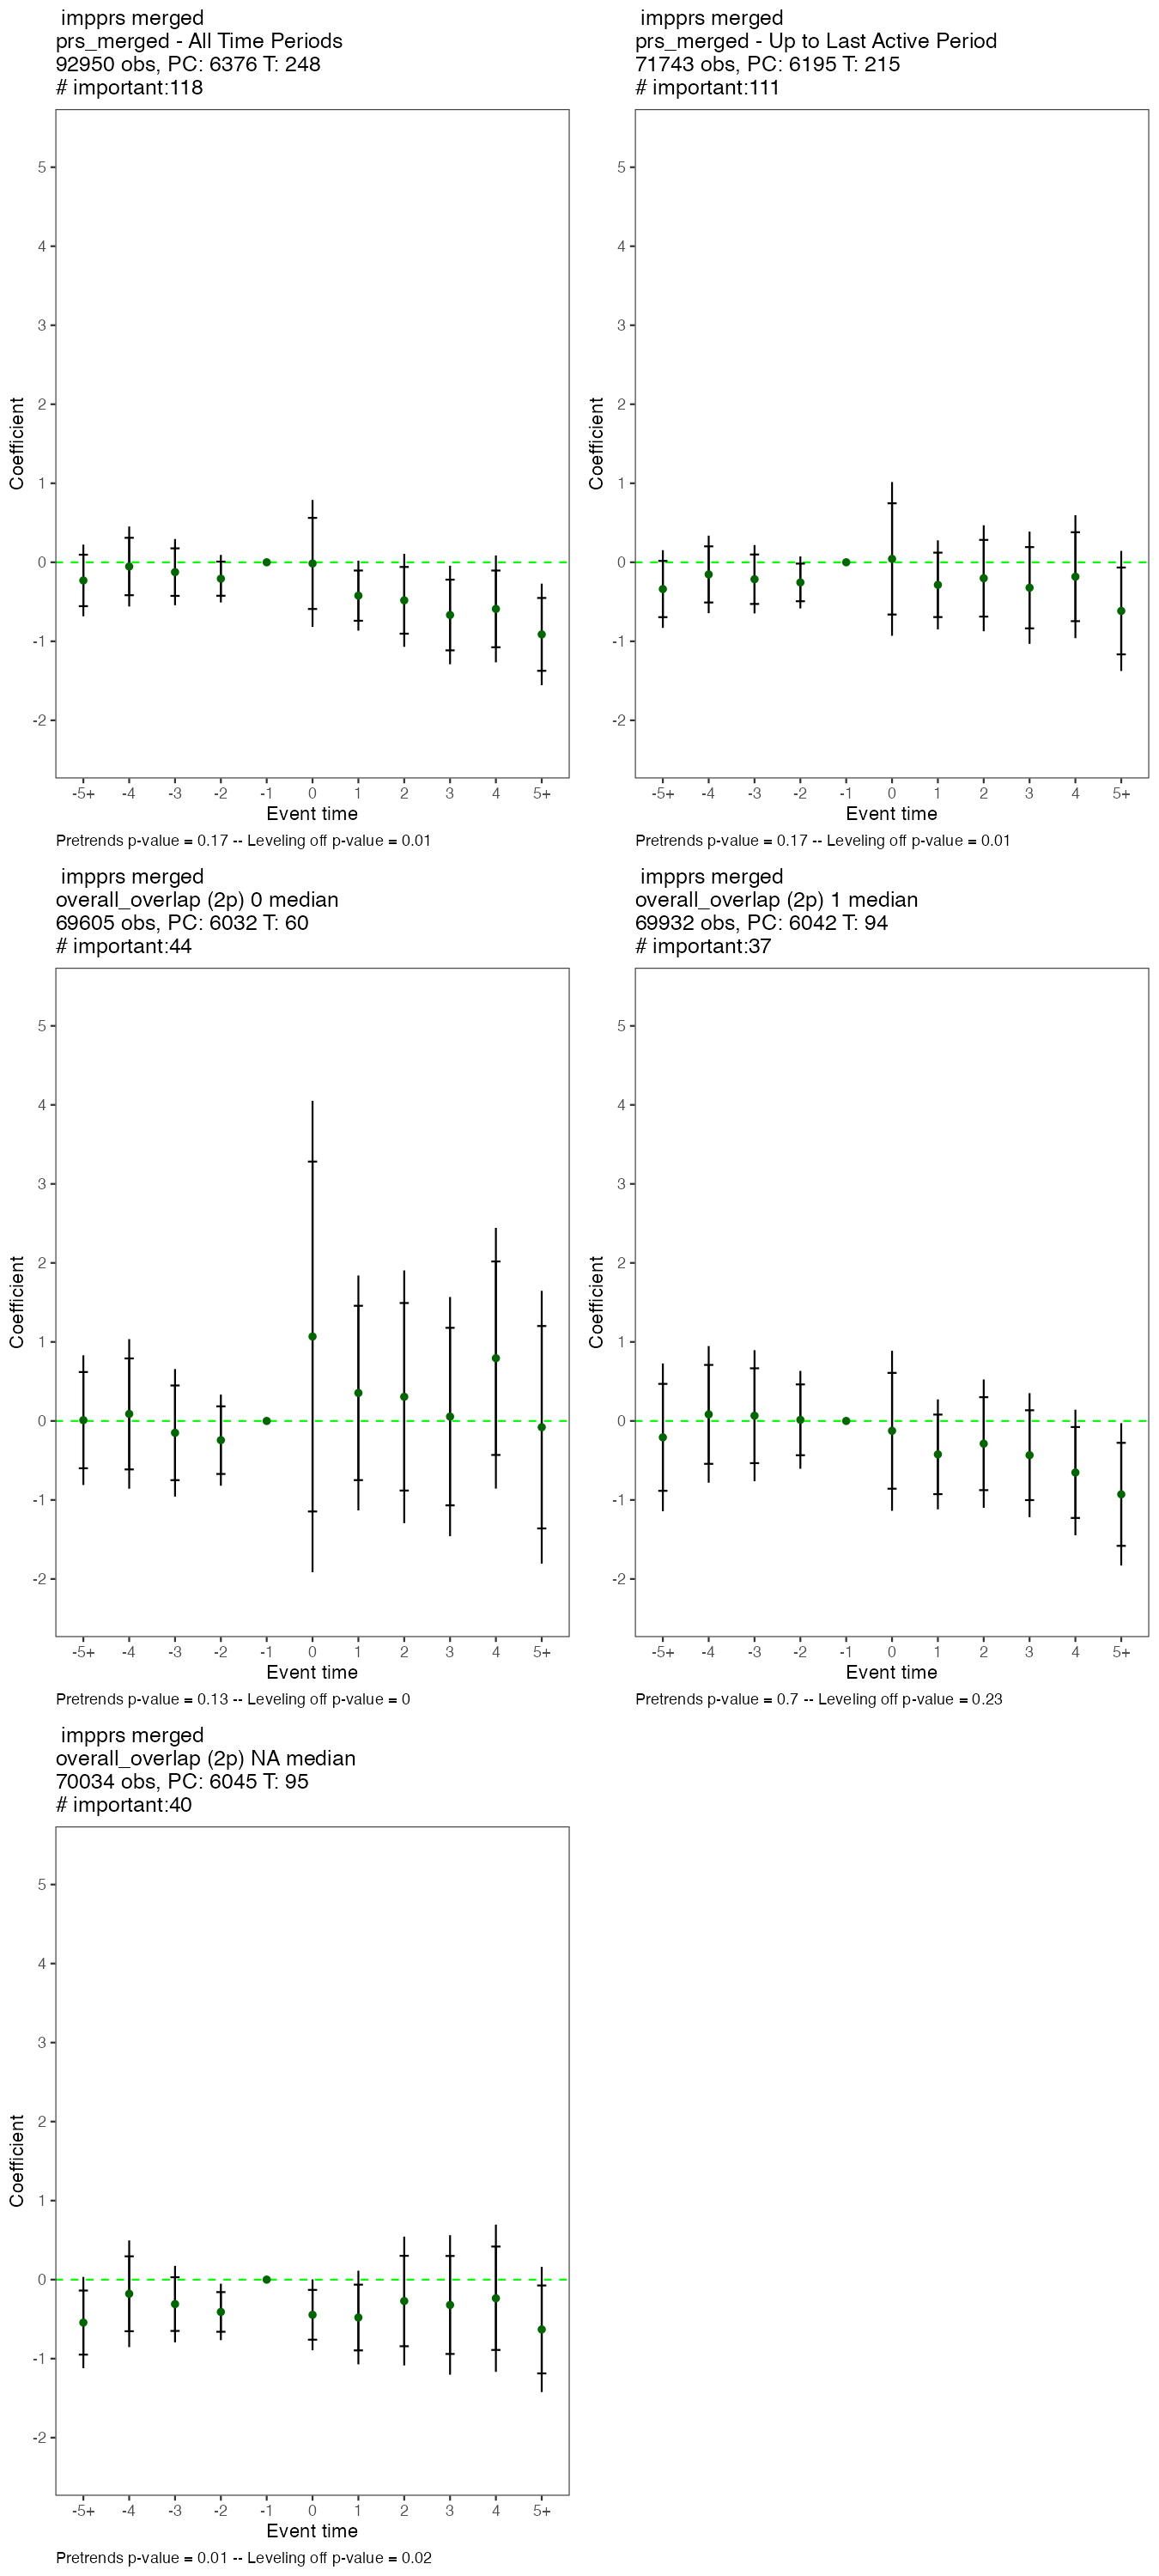 impprs merged
prs_merged - All Time Periods
92950 obs, PC: 6376 T: 248
# important:118
5
4
3
2
1
0
-1
-2
Coefficient
-5+ -4 -3 -2 -1 0 1 2 3 4 5+
Event time
Pretrends p-value = 0.17 -- Leveling off p-value = 0.01
impprs merged
prs_merged - Up to Last Active Period
71743 obs, PC: 6195 T: 215
# important:111
5
4
3
2
1
0
-1
-2
Coefficient
-5+ -4 -3 -2 -1 0 1 2 3 4 5+
Event time
Pretrends p-value = 0.17 -- Leveling off p-value = 0.01
impprs merged
overall_overlap (2p) 0 median
69605 obs, PC: 6032 T: 60
# important:44
5
4
3
2
1
0
-1
-2
Coefficient
-5+ -4 -3 -2 -1 0 1 2 3 4 5+
Event time
Pretrends p-value = 0.13 -- Leveling off p-value = 0
impprs merged
overall_overlap (2p) 1 median
69932 obs, PC: 6042 T: 94
# important:37
5
4
3
2
1
0
-1
-2
Coefficient
-5+ -4 -3 -2 -1 0 1 2 3 4 5+
Event time
Pretrends p-value = 0.7 -- Leveling off p-value = 0.23
impprs merged
overall_overlap (2p) NA median
70034 obs, PC: 6045 T: 95
# important:40
5
4
3
2
1
0
-1
-2
Coefficient
-5+ -4 -3 -2 -1 0 1 2 3 4 5+
Event time
Pretrends p-value = 0.01 -- Leveling off p-value = 0.02